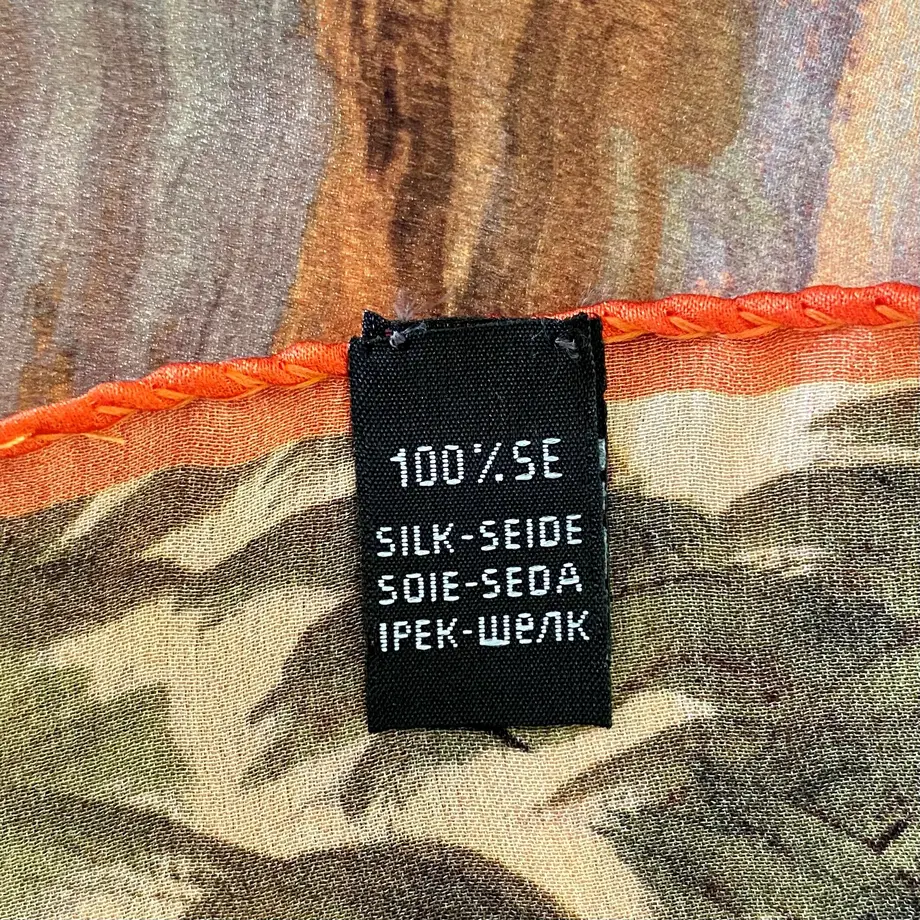 100%SE
SILK-SEIDE
SOIE-SEDA
IPEK-шелк